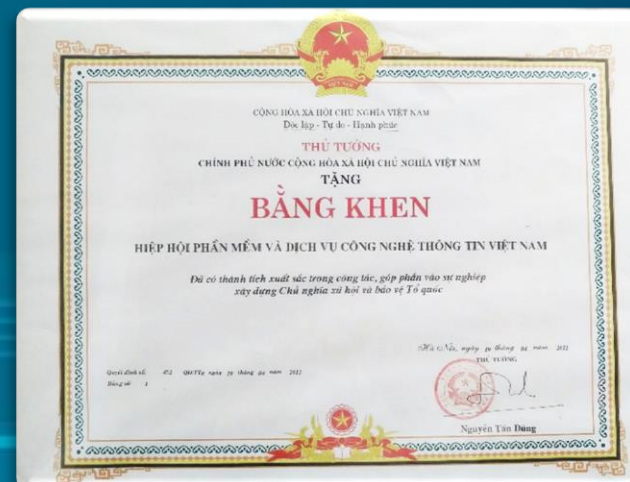 CỘNG HÒA XÃ HỘI CHỦ NGHĨA VIỆT NAM
Độc lập - Tự do - Hạnh phúc
THỦ TƯỚNG
CHÍNH PHỦ NƯỚC CỘNG HÒA XÃ HỘI CHỦ NGHĨA VIỆT NAM
TẶNG
BẰNG KHEN
HIỆP HỘI PHẦN MỀM VÀ DỊCH VỤ CÔNG NGHỆ THÔNG TIN VIỆT NAM
Đã có thành tích xuất sắc trong công tác, góp phần vào sự nghiệp
xây dựng Chủ nghĩa xã hội và bảo vệ Tổ quốc
Hà Nội, ngày tháng năm
THỦ TƯỚNG
Quyết định số: QĐ/TTg ngày tháng năm
Bảng số
Nguyễn Tấn Dũng